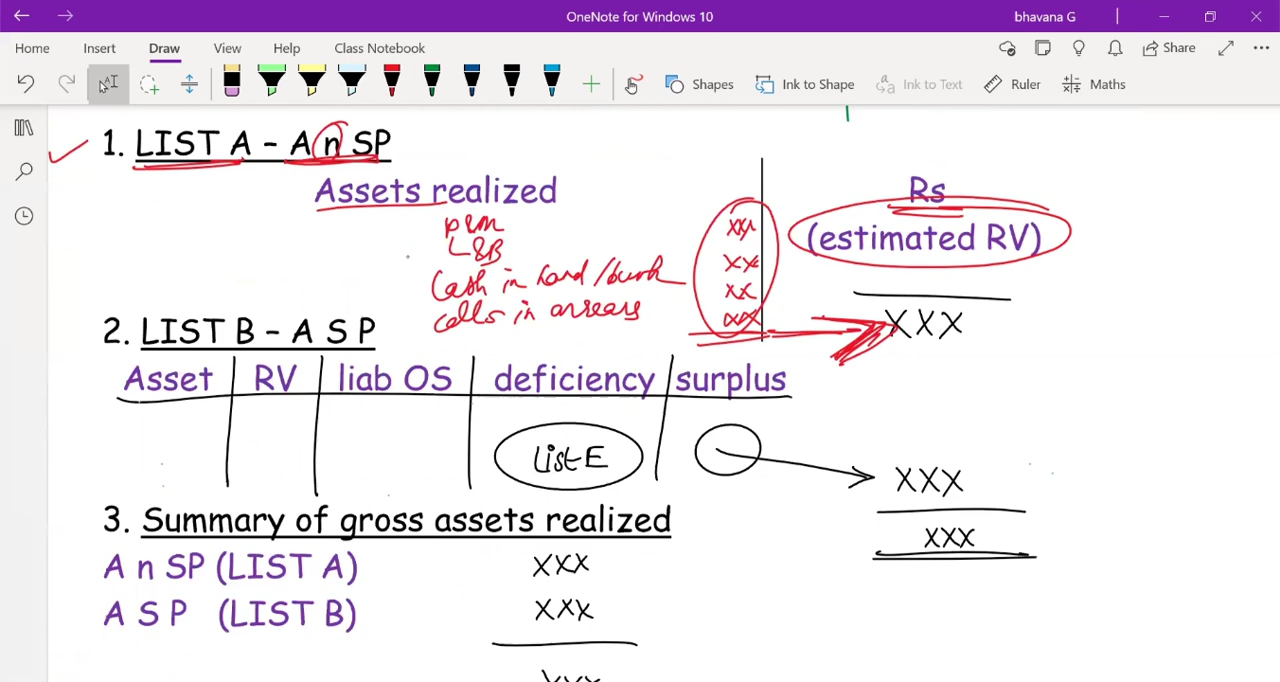 OneNote for Windows 10
bhavana G
Home Insert Draw View Help Class Notebook
Share
Shapes Ink to Shape Ink to Text Ruler Maths
1. LIST A - A n SP
Assets realized
Rs
(estimated RV)
P&M
L&B
Cash in hand/bank
calls in arrears
xxx
xx
xx
xxx
XXX
2. LIST B - A S P
Asset RV liab OS deficiency surplus
List E
XXX
XXX
3. Summary of gross assets realized
A n SP (LIST A) XXX
A S P (LIST B) XXX
XXX